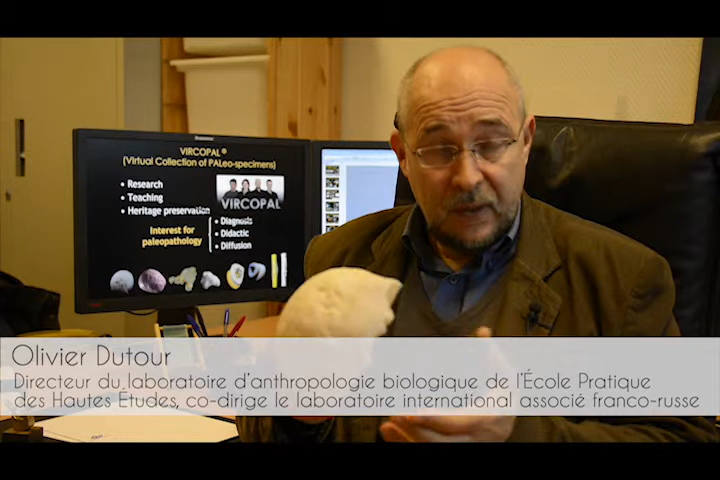 VIRCOPAL ®
(Virtual Collection of PALeo-specimens)
• Research
• Teaching
• Heritage preservation
VIRCOPAL
Interest for
paleopathology
• Diagnosis
• Didactic
• Diffusion
Olivier Dutour
Directeur du laboratoire d'anthropologie biologique de l'École Pratique
des Hautes Études, co-dirige le laboratoire international associé franco-russe